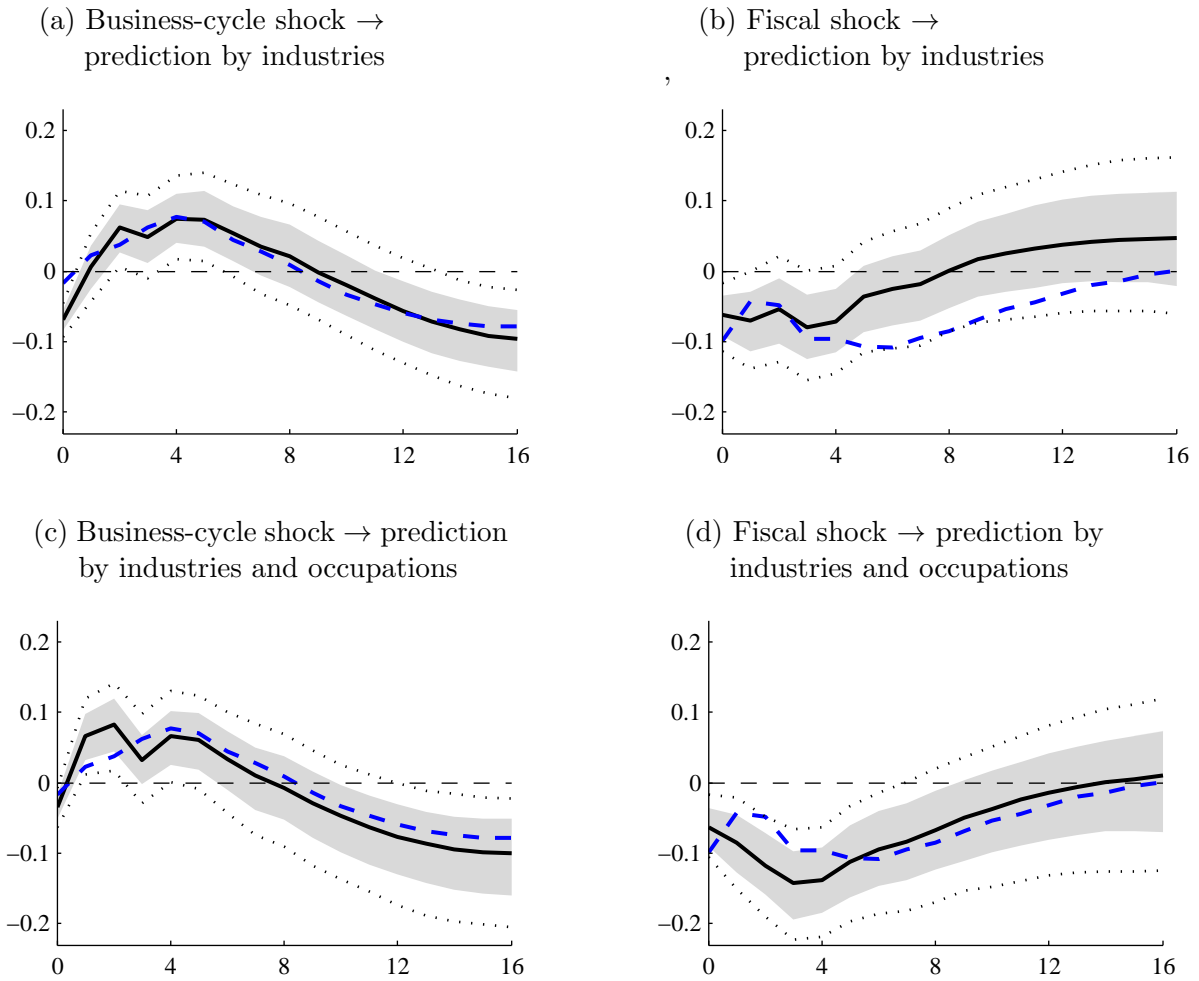 (a) Business-cycle shock →
prediction by industries
(b) Fiscal shock →
prediction by industries
,
0.2
0.1
0
–0.1
–0.2
0 4 8 12 16
0.2
0.1
0
–0.1
–0.2
0 4 8 12 16
(c) Business-cycle shock → prediction
by industries and occupations
(d) Fiscal shock → prediction by
industries and occupations
0.2
0.1
0
–0.1
–0.2
0 4 8 12 16
0.2
0.1
0
–0.1
–0.2
0 4 8 12 16